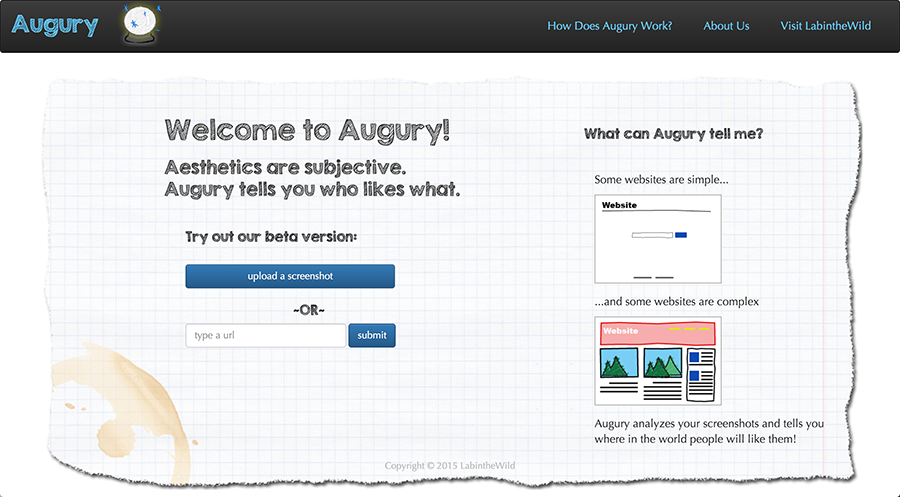 Augury
How Does Augury Work? About Us Visit LabintheWild
Welcome to Augury!
Aesthetics are subjective.
Augury tells you who likes what.
Try out our beta version:
upload a screenshot
~OR~
type a url submit
What can Augury tell me?
Some websites are simple...
Website
...and some websites are complex
Website
Augury analyzes your screenshots and tells you
where in the world people will like them!
Copyright © 2015 LabintheWild